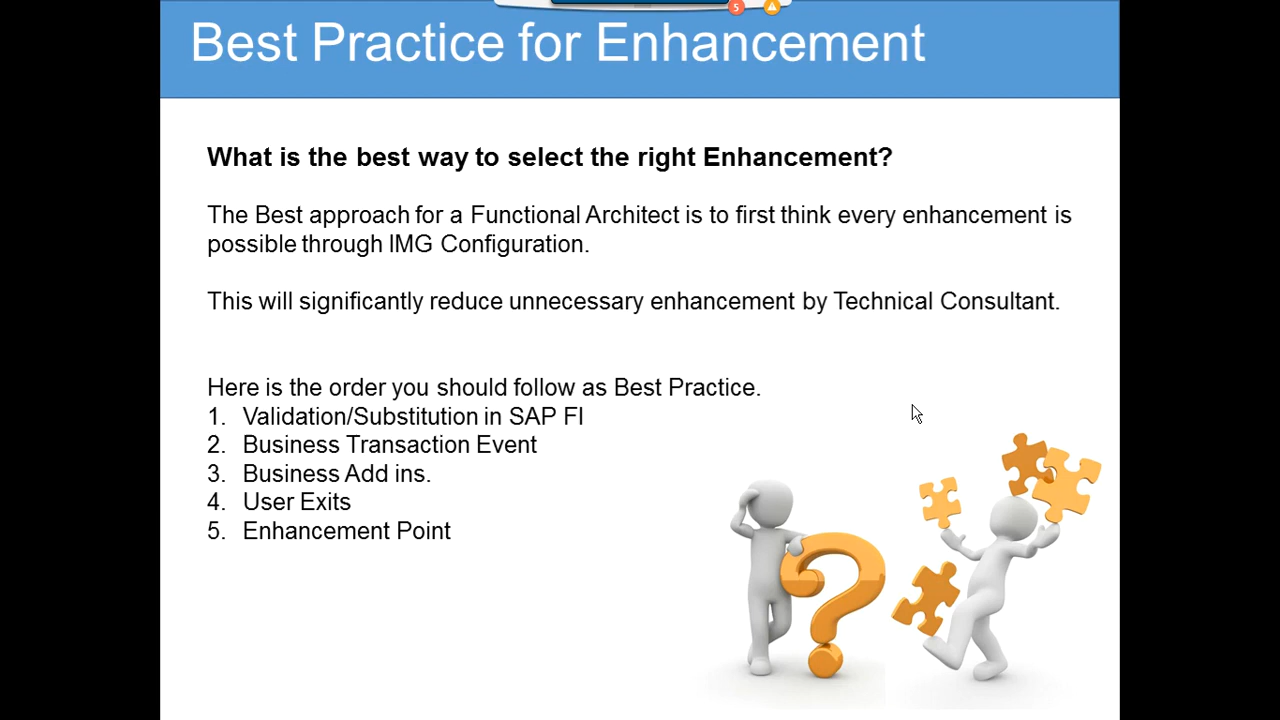 5
Best Practice for Enhancement
What is the best way to select the right Enhancement?
The Best approach for a Functional Architect is to first think every enhancement is
possible through IMG Configuration.
This will significantly reduce unnecessary enhancement by Technical Consultant.
Here is the order you should follow as Best Practice.
1. Validation/Substitution in SAP FI
2. Business Transaction Event
3. Business Add ins.
4. User Exits
5. Enhancement Point